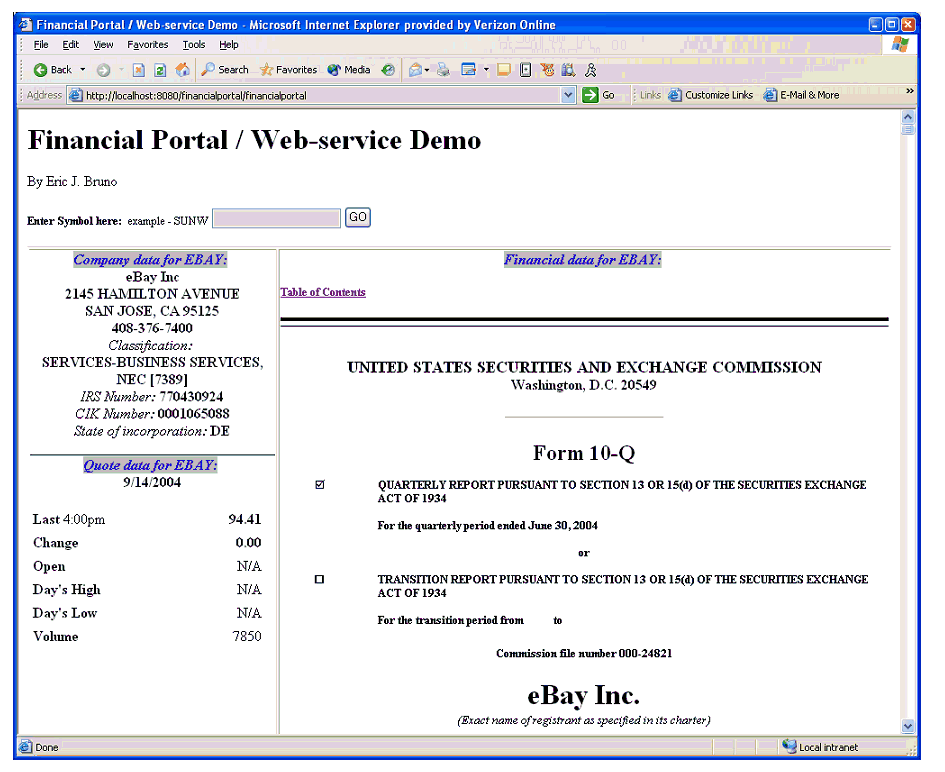 Financial Portal / Web-service Demo - Microsoft Internet Explorer provided by Verizon Online
File Edit View Favorites Tools Help
Back Search Favorites Media
Address http://localhost:8080/financialportal/financialportal Go Links Customize Links E-Mail & More »
Financial Portal / Web-service Demo
By Eric J. Bruno
Enter Symbol here: example - SUNW GO
Company data for EBAY:
eBay Inc
2145 HAMILTON AVENUE
SAN JOSE, CA 95125
408-376-7400
Classification:
SERVICES-BUSINESS SERVICES,
NEC [7389]
IRS Number: 770430924
CIK Number: 0001065088
State of incorporation: DE
Quote data for EBAY:
9/14/2004
Last 4:00pm 94.41
Change 0.00
Open N/A
Day's High N/A
Day's Low N/A
Volume 7850
Financial data for EBAY:
Table of Contents
UNITED STATES SECURITIES AND EXCHANGE COMMISSION
Washington, D.C. 20549
Form 10-Q
QUARTERLY REPORT PURSUANT TO SECTION 13 OR 15(d) OF THE SECURITIES EXCHANGE
ACT OF 1934
For the quarterly period ended June 30, 2004
or
TRANSITION REPORT PURSUANT TO SECTION 13 OR 15(d) OF THE SECURITIES EXCHANGE
ACT OF 1934
For the transition period from to
Commission file number 000-24821
eBay Inc.
(Exact name of registrant as specified in its charter)
Done Local intranet